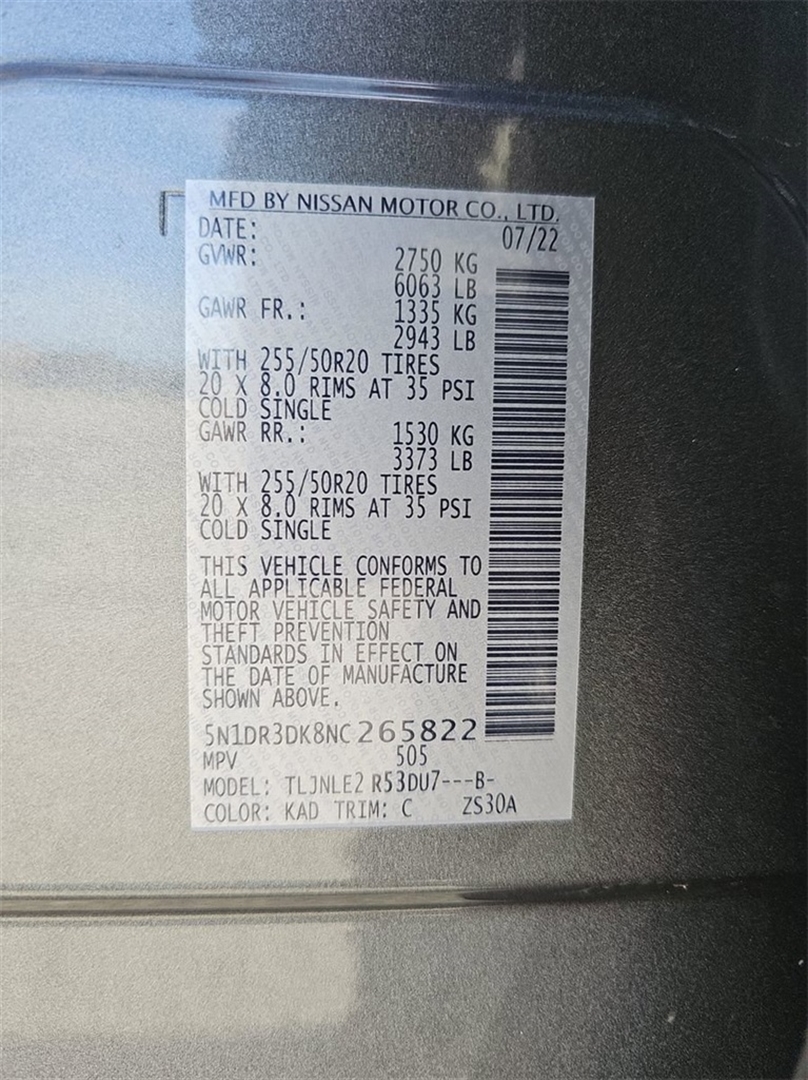 MFD BY NISSAN MOTOR CO., LTD.
DATE: 07/22
GVWR: 2750 KG
6063 LB
GAWR FR.: 1335 KG
2943 LB
WITH 255/50R20 TIRES
20 X 8.0 RIMS AT 35 PSI
COLD SINGLE
GAWR RR.: 1530 KG
3373 LB
WITH 255/50R20 TIRES
20 X 8.0 RIMS AT 35 PSI
COLD SINGLE
THIS VEHICLE CONFORMS TO
ALL APPLICABLE FEDERAL
MOTOR VEHICLE SAFETY AND
THEFT PREVENTION
STANDARDS IN EFFECT ON
THE DATE OF MANUFACTURE
SHOWN ABOVE.
5N1DR3DK8NC265822
MPV 505
MODEL: TLJNLE2 R53DU7---B-
COLOR: KAD TRIM: C ZS30A